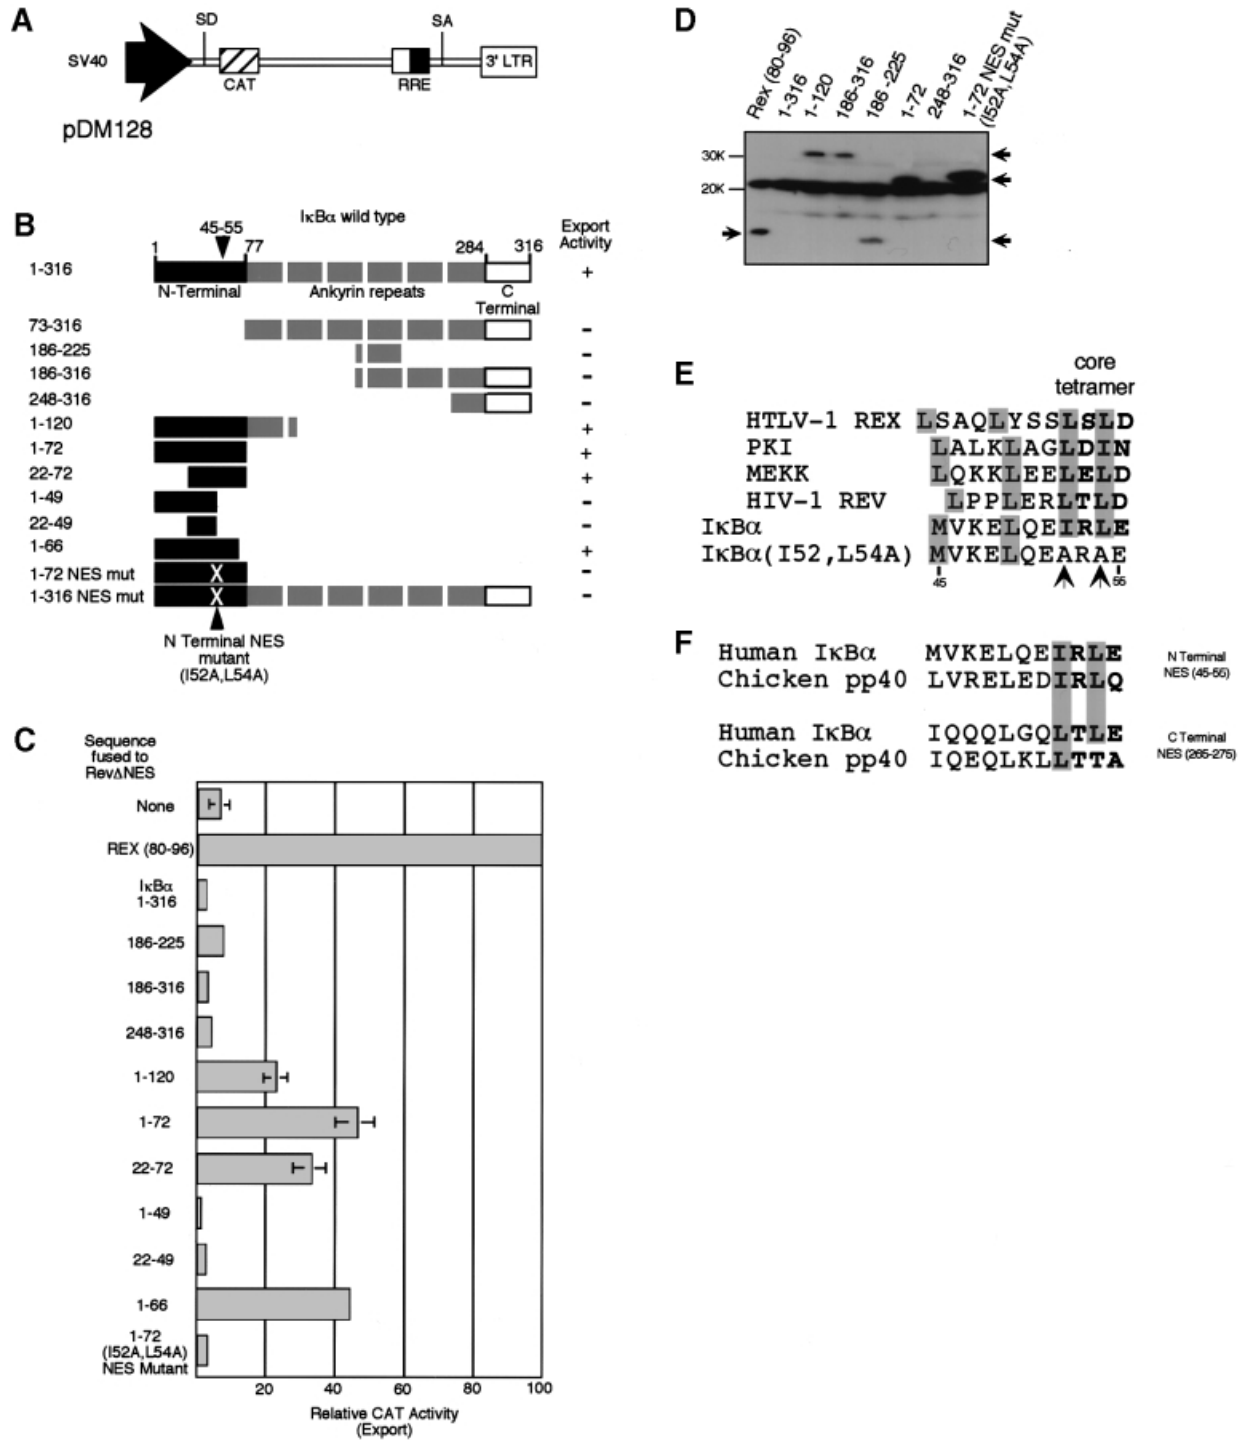 A
SD
SA
SV40
CAT
RRE
3' LTR
pDM128
B
IκBα wild type
Export
Activity
45-55
1
77
284
316
1-316
+
N-Terminal
Ankyrin repeats
C
Terminal
73-316
-
186-225
-
186-316
-
248-316
-
1-120
+
1-72
+
22-72
+
1-49
-
22-49
-
1-66
+
1-72 NES mut
X
-
1-316 NES mut
X
-
N Terminal NES
mutant
(I52A,L54A)
C
Sequence
fused to
Rev∆NES
None
REX (80-96)
IκBα
1-316
186-225
186-316
248-316
1-120
1-72
22-72
1-49
22-49
1-66
1-72
(I52A,L54A)
NES Mutant
20 40 60 80 100
Relative CAT Activity
(Export)
D
Rex (80-96)
1-316
1-120
186-316
186 -225
1-72
248-316
1-72 NES mut
(I52A,L54A)
30K
20K
E
core
tetramer
HTLV-1 REX LSAQLYSSLSLD
PKI LALKLAGLDIN
MEKK LQKKLEELELD
HIV-1 REV LPPLERLTLD
IκBα MVKELQEIRLE
IκBα(I52,L54A) MVKELQEARAE
45 55
F
Human IκBα MVKELQEIRLE
Chicken pp40 LVRELEDIRLQ
N Terminal
NES (45-55)
Human IκBα IQQQLGQLTLE
Chicken pp40 IQEQLKLLTTA
C Terminal
NES (265-275)